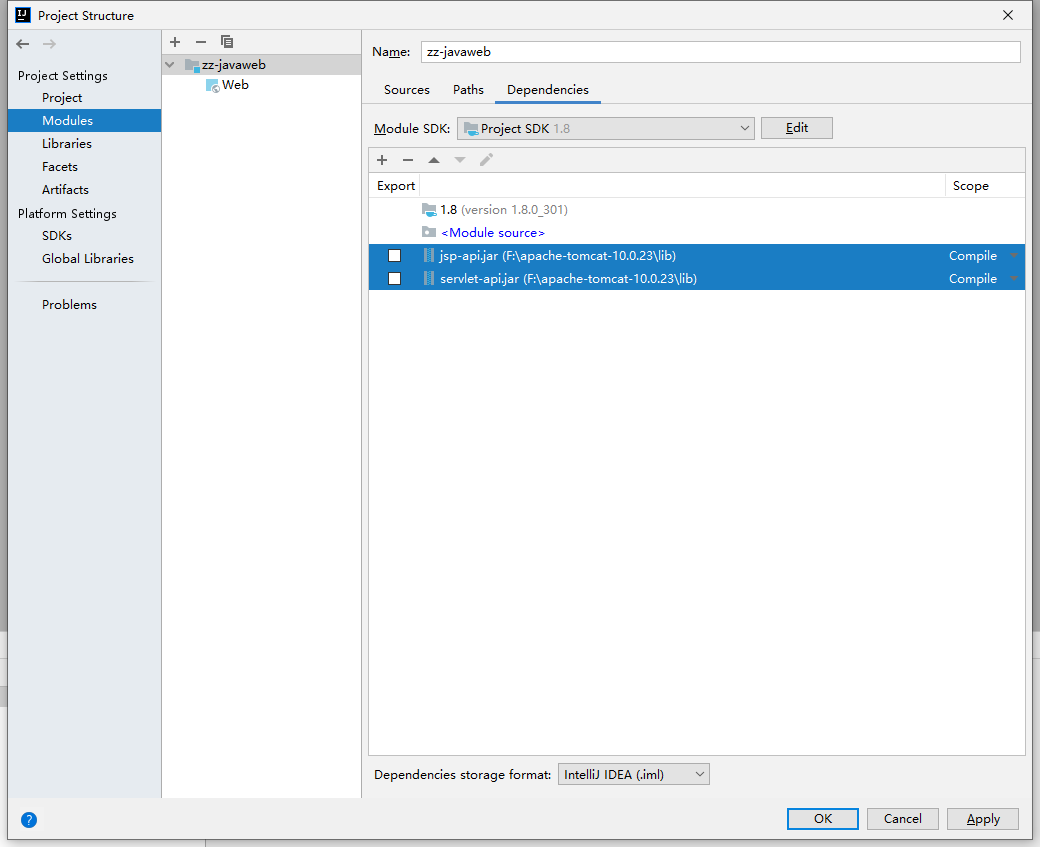 Project Structure
Project Settings
Project
Modules
Libraries
Facets
Artifacts
Platform Settings
SDKs
Global Libraries
Problems
zz-javaweb
Web
Name: zz-javaweb
Sources Paths Dependencies
Module SDK: Project SDK 1.8 Edit
Export Scope
1.8 (version 1.8.0_301)
<Module source>
jsp-api.jar (F:\apache-tomcat-10.0.23\lib) Compile
servlet-api.jar (F:\apache-tomcat-10.0.23\lib) Compile
Dependencies storage format: IntelliJ IDEA (.iml)
? OK Cancel Apply